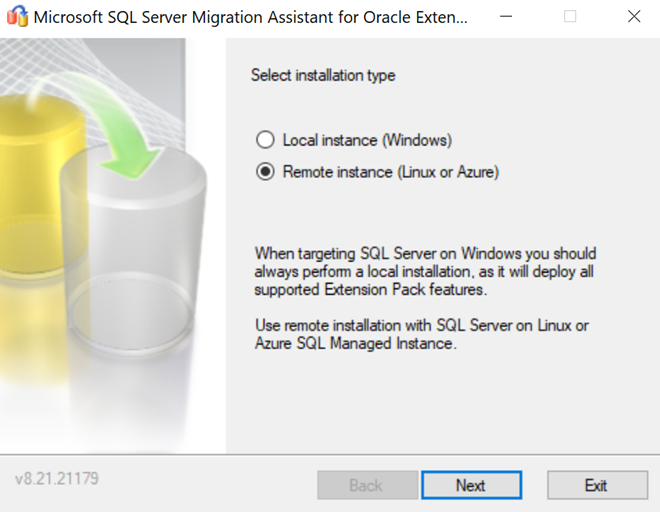 Microsoft SQL Server Migration Assistant for Oracle Exten...
Select installation type
Local instance (Windows)
Remote instance (Linux or Azure)
When targeting SQL Server on Windows you should
always perform a local installation, as it will deploy all
supported Extension Pack features.
Use remote installation with SQL Server on Linux or
Azure SQL Managed Instance.
v8.21.21179
Back
Next
Exit